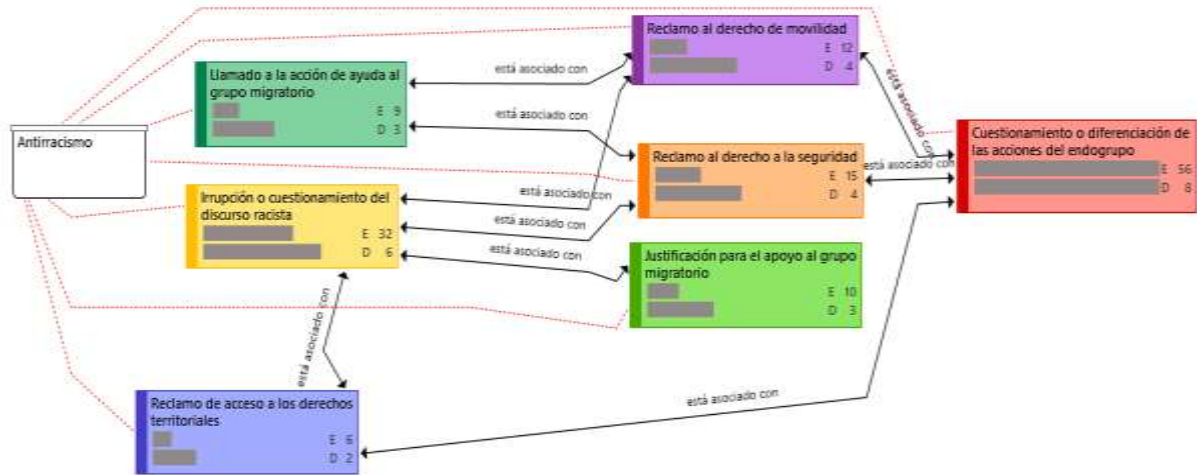 Antirracismo
Llamado a la acción de ayuda al
grupo migratorio
E 9
D 3
Irrupción o cuestionamiento del
discurso racista
E 32
D 6
Reclamo de acceso a los derechos
territoriales
E 6
D 2
está asociado con
está asociado con
está asociado con
está asociado con
está asociado con
está asociado con
está asociado con
Reclamo al derecho de movilidad
E 12
D 4
Reclamo al derecho a la seguridad
E 15
D 4
Justificación para el apoyo al grupo
migratorio
E 10
D 3
está asociado con
está asociado con
Cuestionamiento o diferenciación de
las acciones del endogrupo
E 56
D 8